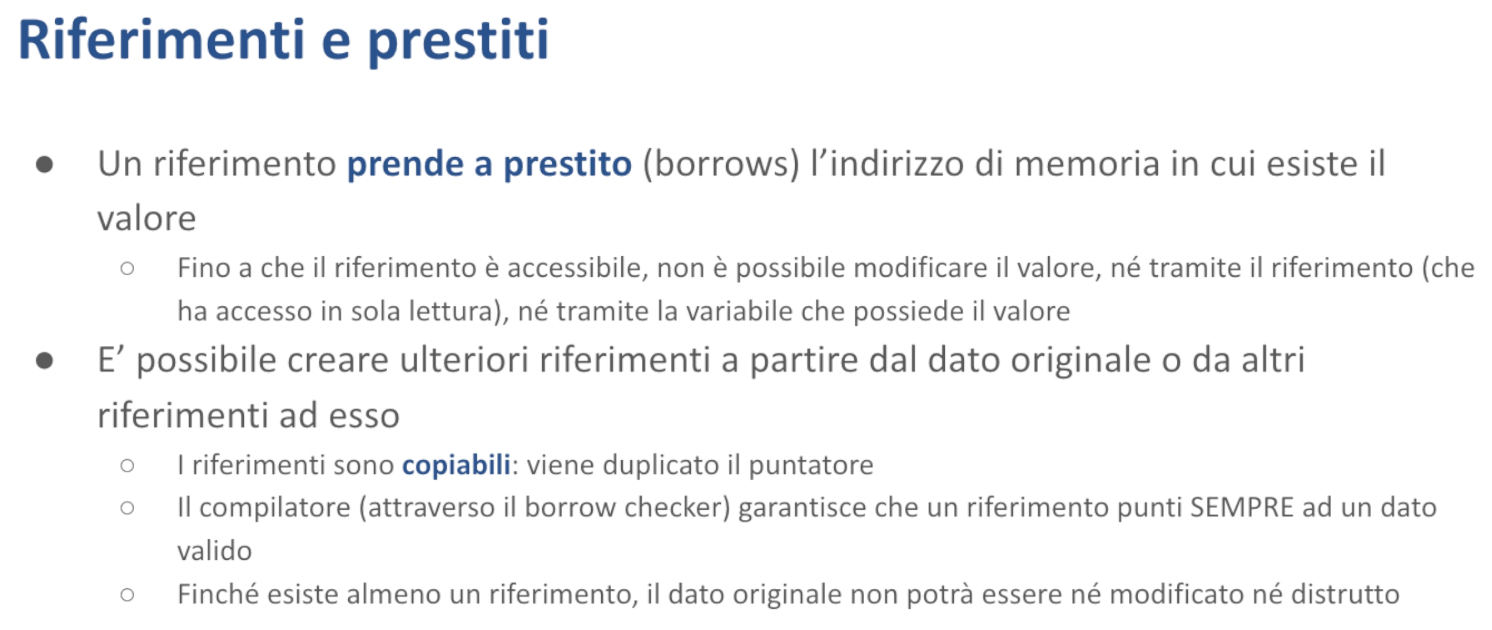 Riferimenti e prestiti
● Un riferimento prende a prestito (borrows) l’indirizzo di memoria in cui esiste il
valore
○ Fino a che il riferimento è accessibile, non è possibile modificare il valore, né tramite il riferimento (che
ha accesso in sola lettura), né tramite la variabile che possiede il valore
● E’ possibile creare ulteriori riferimenti a partire dal dato originale o da altri
riferimenti ad esso
○ I riferimenti sono copiabili: viene duplicato il puntatore
○ Il compilatore (attraverso il borrow checker) garantisce che un riferimento punti SEMPRE ad un dato
valido
○ Finché esiste almeno un riferimento, il dato originale non potrà essere né modificato né distrutto